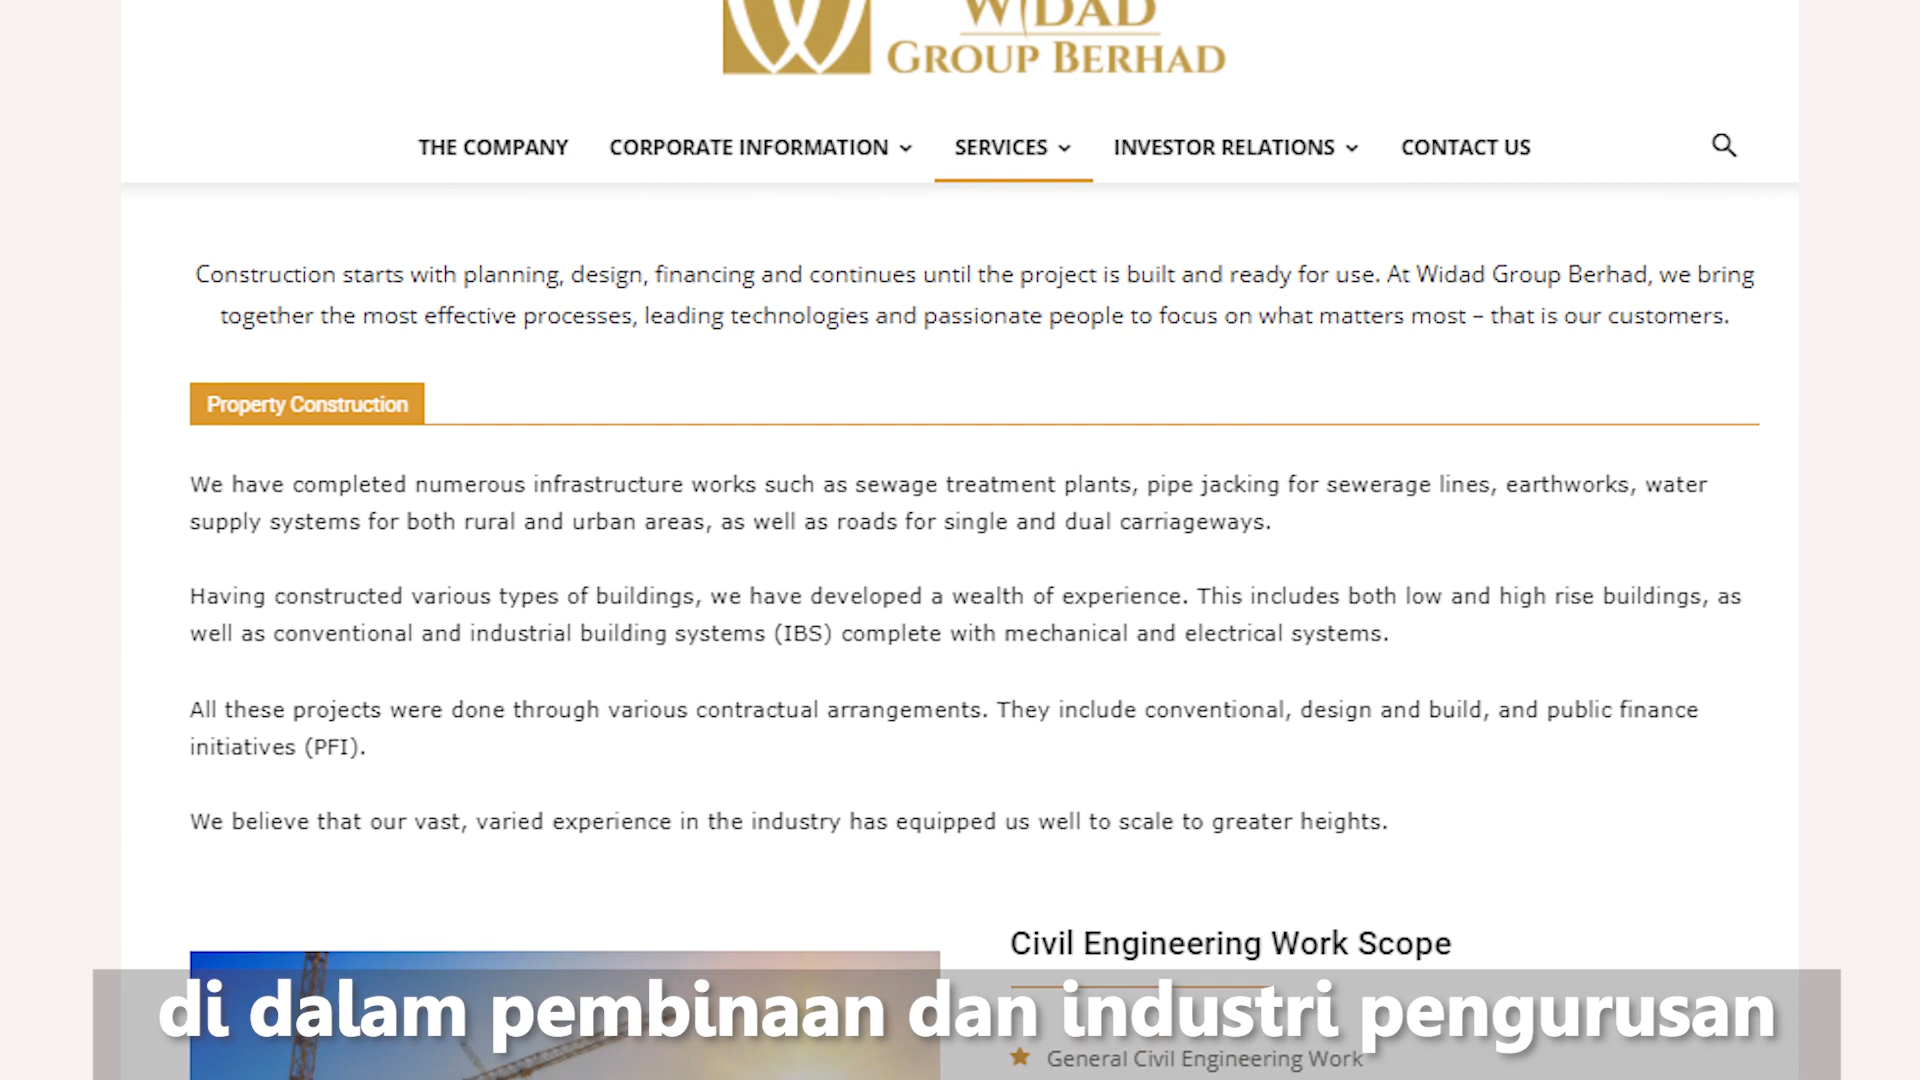 WIDAD
GROUP BERHAD
THE COMPANY CORPORATE INFORMATION SERVICES INVESTOR RELATIONS CONTACT US
Construction starts with planning, design, financing and continues until the project is built and ready for use. At Widad Group Berhad, we bring
together the most effective processes, leading technologies and passionate people to focus on what matters most – that is our customers.
Property Construction
We have completed numerous infrastructure works such as sewage treatment plants, pipe jacking for sewerage lines, earthworks, water
supply systems for both rural and urban areas, as well as roads for single and dual carriageways.
Having constructed various types of buildings, we have developed a wealth of experience. This includes both low and high rise buildings, as
well as conventional and industrial building systems (IBS) complete with mechanical and electrical systems.
All these projects were done through various contractual arrangements. They include conventional, design and build, and public finance
initiatives (PFI).
We believe that our vast, varied experience in the industry has equipped us well to scale to greater heights.
Civil Engineering Work Scope
di dalam pembinaan dan industri pengurusan
General Civil Engineering Work